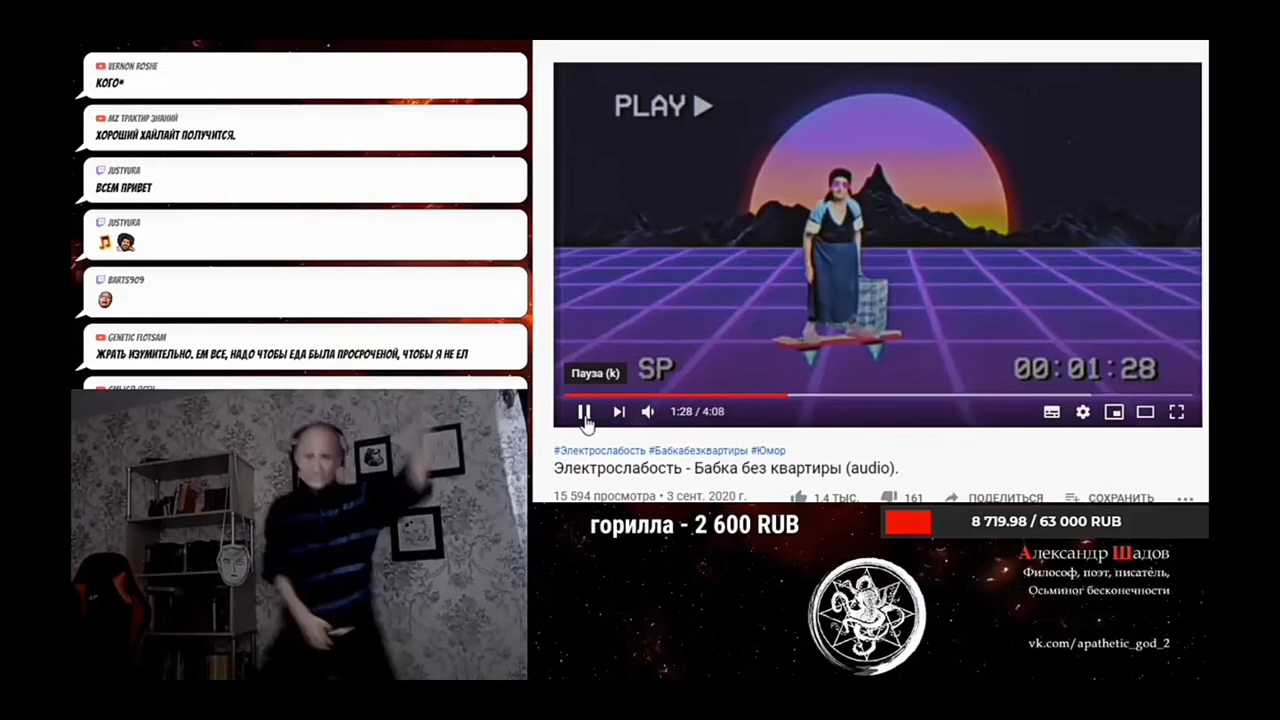 VERNON ROSHE
КОГО*
MZ ТРАКТИР ЗНАНИЙ
ХОРОШИЙ ХАЙЛАЙТ ПОЛУЧИТСЯ.
JUSTYURA
ВСЕМ ПРИВЕТ
JUSTYURA
BARTS909
GENETIC FLOTSAM
ЖРАТЬ ИЗУМИТЕЛЬНО. ЕМ ВСЕ, НАДО ЧТОБЫ ЕДА БЫЛА ПРОСРОЧЕНОЙ, ЧТОБЫ Я НЕ ЕЛ
PLAY
SP
00:01:28
Пауза (k)
1:28 / 4:08
#Электрослабость #Бабкабезквартиры #Юмор
Электрослабость - Бабка без квартиры (audio).
15 594 просмотра • 3 сент. 2020 г.
1,4 ТЫС.
161
ПОДЕЛИТЬСЯ
СОХРАНИТЬ
горилла - 2 600 RUB
8 719.98 / 63 000 RUB
Александр Шадов
Философ, поэт, писатель,
Осьминог бесконечности
vk.com/apathetic_god_2